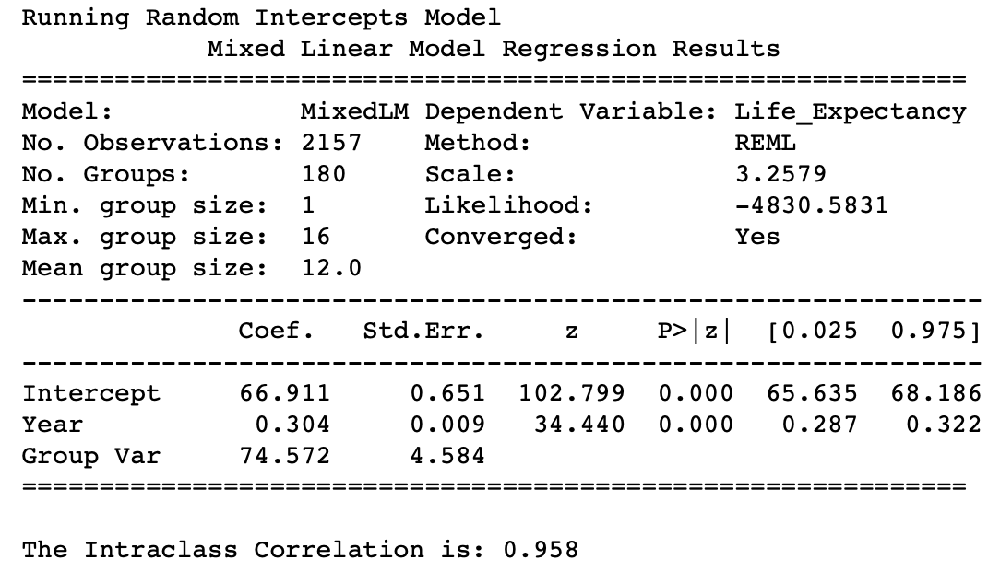 Running Random Intercepts Model
Mixed Linear Model Regression Results
=============================================================
Model: MixedLM Dependent Variable: Life_Expectancy
No. Observations: 2157 Method: REML
No. Groups: 180 Scale: 3.2579
Min. group size: 1 Likelihood: -4830.5831
Max. group size: 16 Converged: Yes
Mean group size: 12.0
--------------------------------------------------------------
Coef. Std.Err. z P>|z| [0.025 0.975]
--------------------------------------------------------------
Intercept 66.911 0.651 102.799 0.000 65.635 68.186
Year 0.304 0.009 34.440 0.000 0.287 0.322
Group Var 74.572 4.584
=============================================================
The Intraclass Correlation is: 0.958